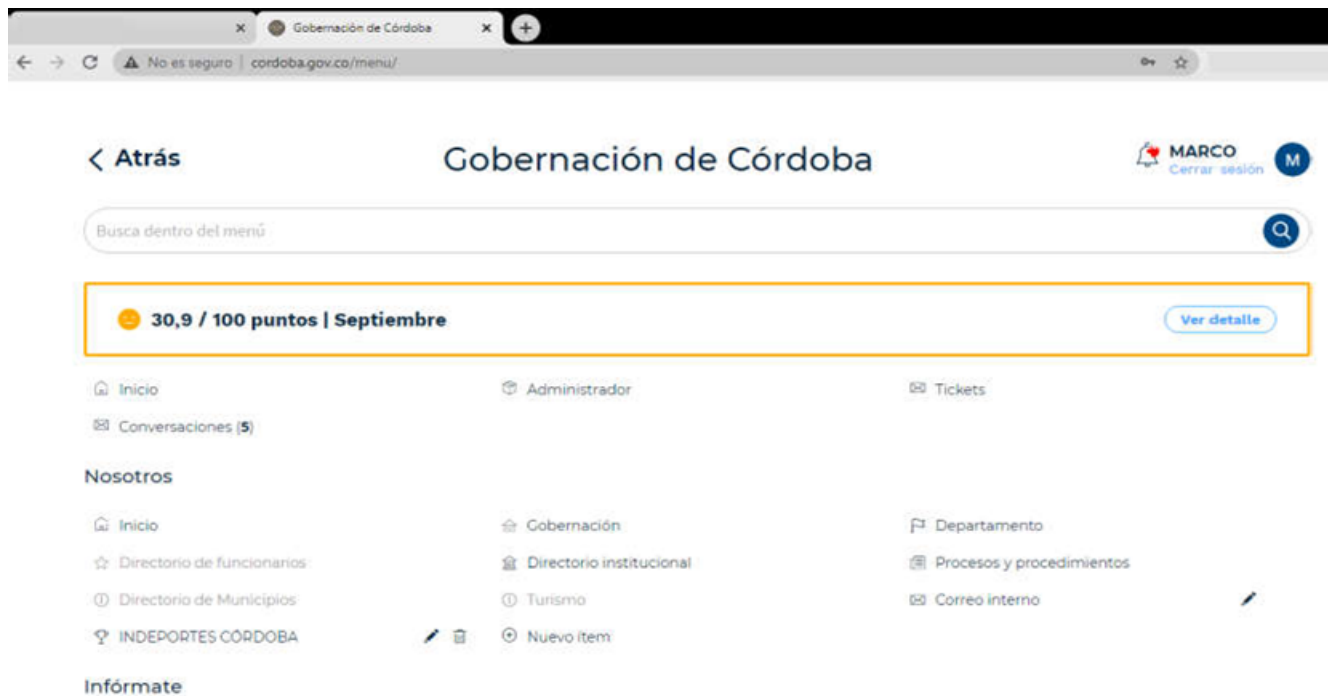 Gobernación de Córdoba
No es seguro | cordoba.gov.co/menu/
Atrás
Gobernación de Córdoba
MARCO
Cerrar sesión
M
Busca dentro del menú
30,9 / 100 puntos | Septiembre
Ver detalle
Inicio Administrador Tickets
Conversaciones (5)
Nosotros
Inicio Gobernación Departamento
Directorio de funcionarios Directorio institucional Procesos y procedimientos
Directorio de Municipios Turismo Correo interno
INDEPORTES CÓRDOBA Nuevo ítem
Infórmate